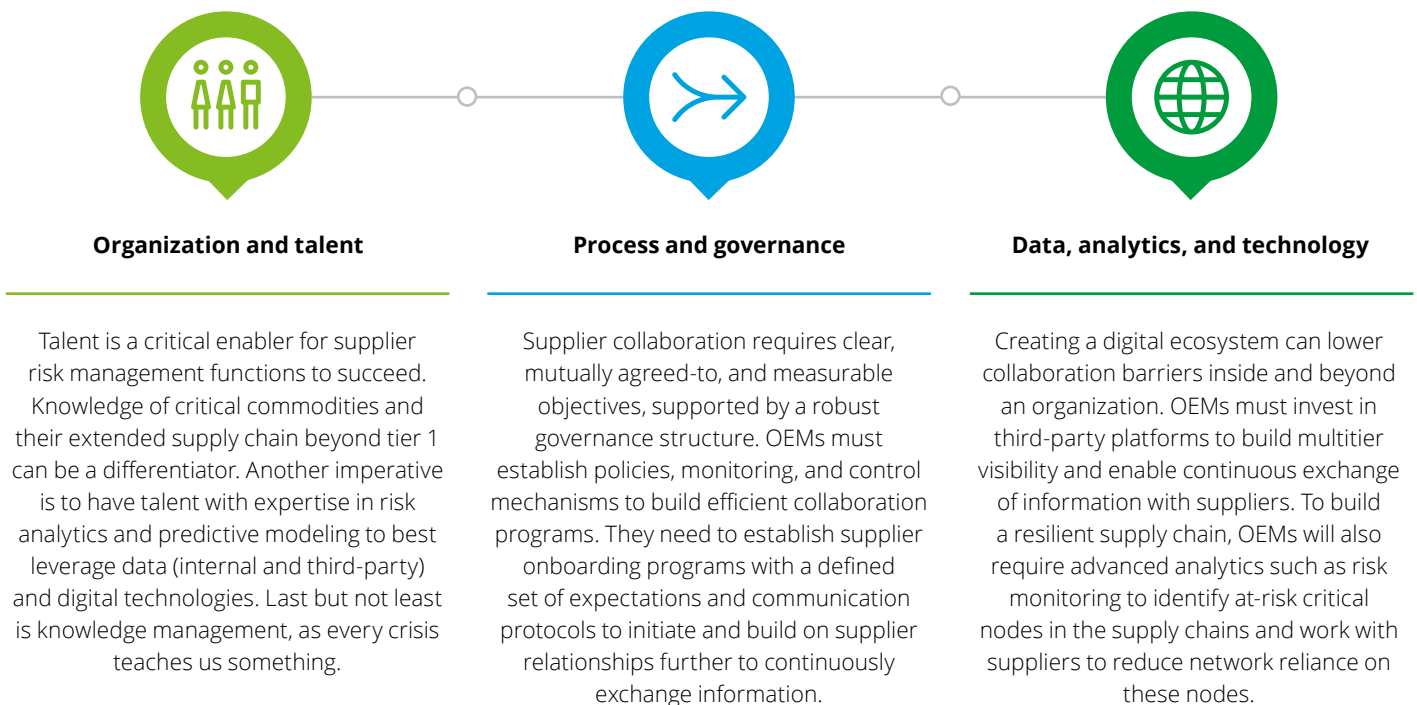 Organization and talent
Talent is a critical enabler for supplier
risk management functions to succeed.
Knowledge of critical commodities and
their extended supply chain beyond tier 1
can be a differentiator. Another imperative
is to have talent with expertise in risk
analytics and predictive modeling to best
leverage data (internal and third-party)
and digital technologies. Last but not least
is knowledge management, as every crisis
teaches us something.
Process and governance
Supplier collaboration requires clear,
mutually agreed-to, and measurable
objectives, supported by a robust
governance structure. OEMs must
establish policies, monitoring, and control
mechanisms to build efficient collaboration
programs. They need to establish supplier
onboarding programs with a defined
set of expectations and communication
protocols to initiate and build on supplier
relationships further to continuously
exchange information.
Data, analytics, and technology
Creating a digital ecosystem can lower
collaboration barriers inside and beyond
an organization. OEMs must invest in
third-party platforms to build multitier
visibility and enable continuous exchange
of information with suppliers. To build
a resilient supply chain, OEMs will also
require advanced analytics such as risk
monitoring to identify at-risk critical
nodes in the supply chains and work with
suppliers to reduce network reliance on
these nodes.